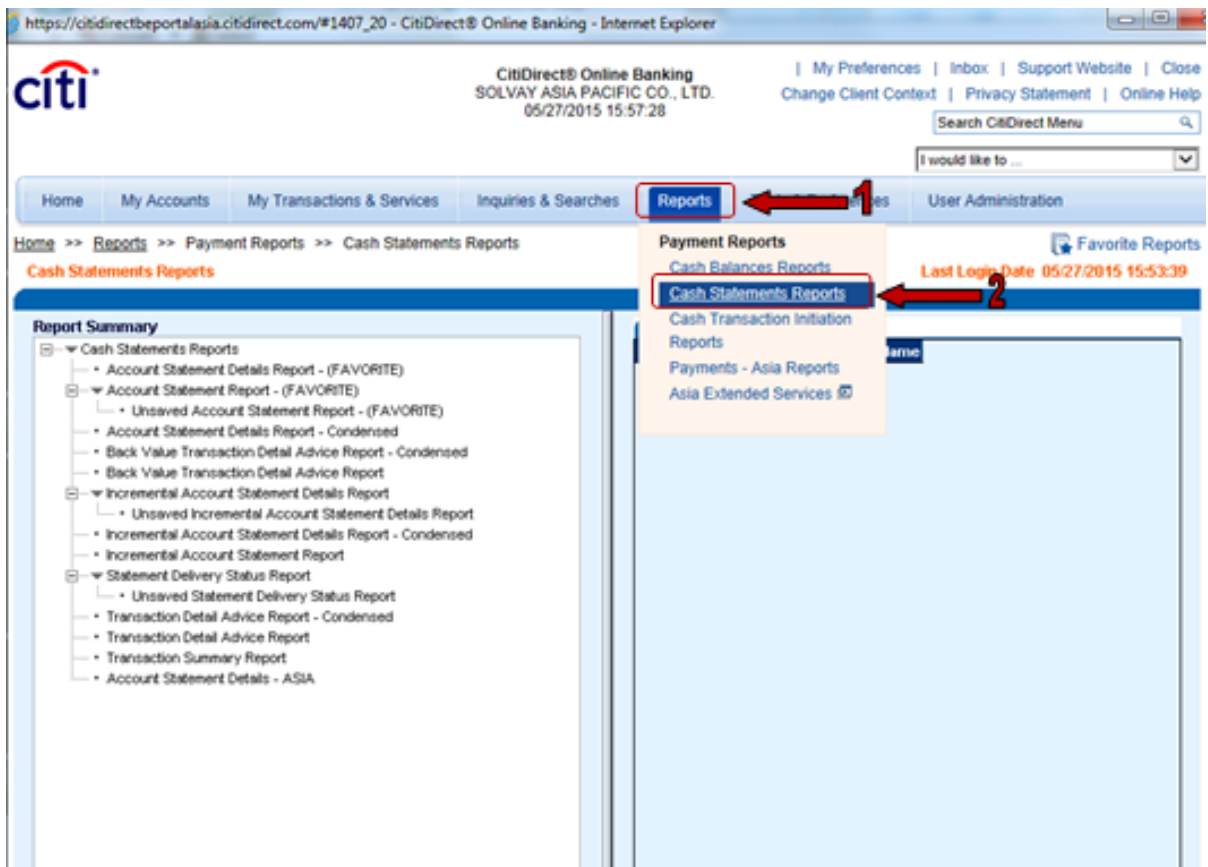 https://citidirectbeportalasia.citidirect.com/#1407_20 - CitiDirect® Online Banking - Internet Explorer
citi
CitiDirect® Online Banking
SOLVAY ASIA PACIFIC CO., LTD.
05/27/2015 15:57:28
| My Preferences | Inbox | Support Website | Close
Change Client Context | Privacy Statement | Online Help
Search CitiDirect Menu
I would like to ...
Home My Accounts My Transactions & Services Inquiries & Searches Reports 1 User Administration
Home >> Reports >> Payment Reports >> Cash Statements Reports
Favorite Reports
Cash Statements Reports
Last Login Date 05/27/2015 15:53:39
Payment Reports
Cash Balances Reports
Cash Statements Reports 2
Cash Transaction Initiation
Reports
Payments - Asia Reports
Asia Extended Services
Report Summary
Cash Statements Reports
Account Statement Details Report - (FAVORITE)
Account Statement Report - (FAVORITE)
Unsaved Account Statement Report - (FAVORITE)
Account Statement Details Report - Condensed
Back Value Transaction Detail Advice Report - Condensed
Back Value Transaction Detail Advice Report
Incremental Account Statement Details Report
Unsaved Incremental Account Statement Details Report
Incremental Account Statement Details Report - Condensed
Incremental Account Statement Report
Statement Delivery Status Report
Unsaved Statement Delivery Status Report
Transaction Detail Advice Report - Condensed
Transaction Detail Advice Report
Transaction Summary Report
Account Statement Details - ASIA